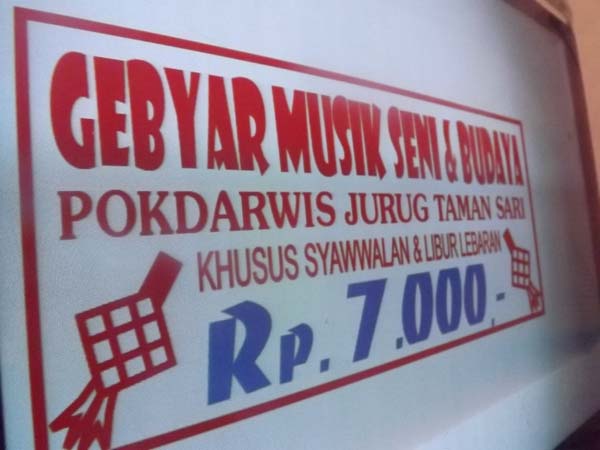 GEBYAR MUSIK SENI & BUDAYA
POKDARWIS JURUG TAMAN SARI
KHUSUS SYAWWALAN & LIBUR LEBARAN
Rp. 7.000,-